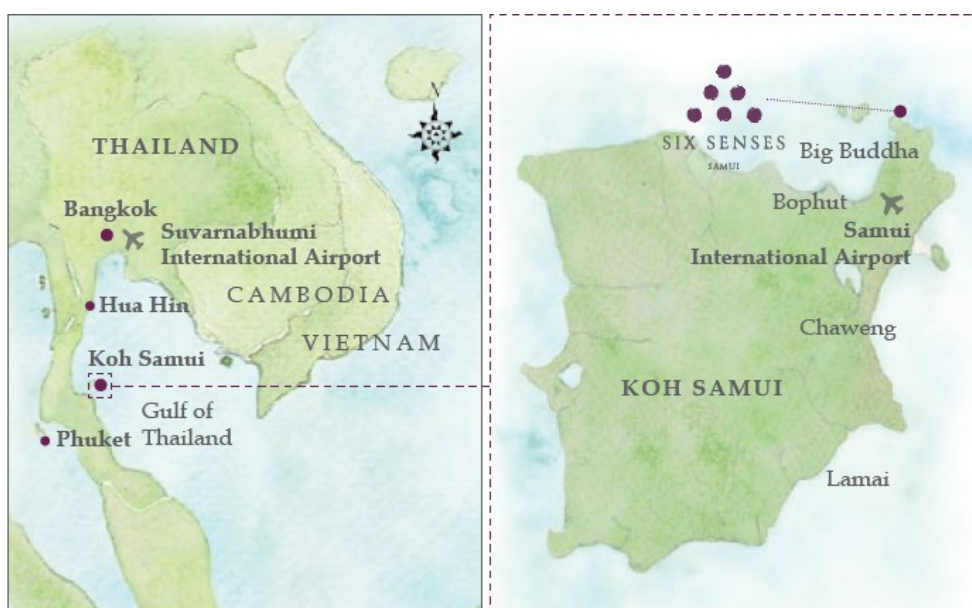 N
THAILAND
Bangkok
Suvarnabhumi
International Airport
Hua Hin
CAMBODIA
VIETNAM
Koh Samui
Gulf of
Thailand
Phuket
SIX SENSES
SAMUI
Big Buddha
Bophut
Samui
International Airport
Chaweng
KOH SAMUI
Lamai